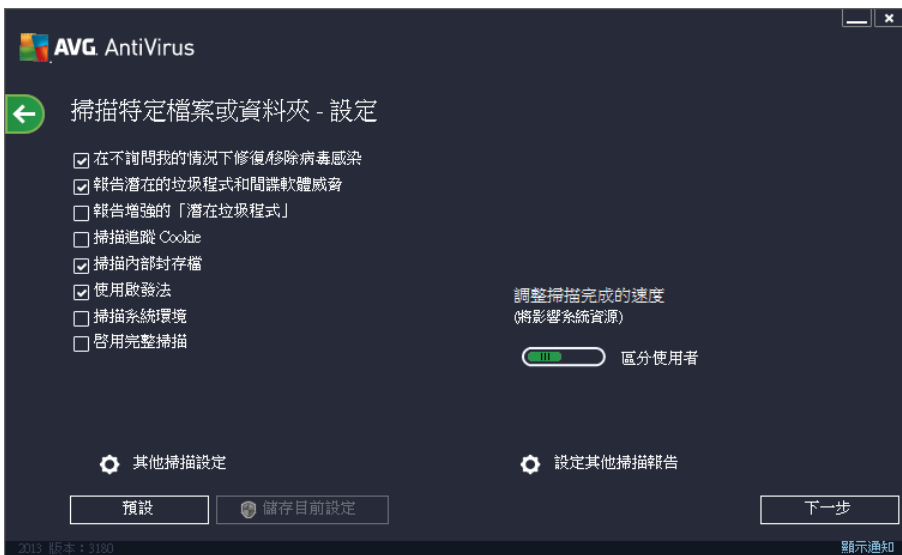 AVG. AntiVirus
掃描特定檔案或資料夾 - 設定
在不詢問我的情況下修復/移除病毒感染
報告潛在的垃圾程式和間諜軟體威脅
報告增強的「潛在垃圾程式」
掃描追蹤 Cookie
掃描內部封存檔
使用啟發法
掃描系統環境
啓用完整掃描
調整掃描完成的速度
(將影響系統資源)
區分使用者
其他掃描設定
設定其他掃描報告
預設
儲存目前設定
下一步
2013 版本：3180
顯示通知